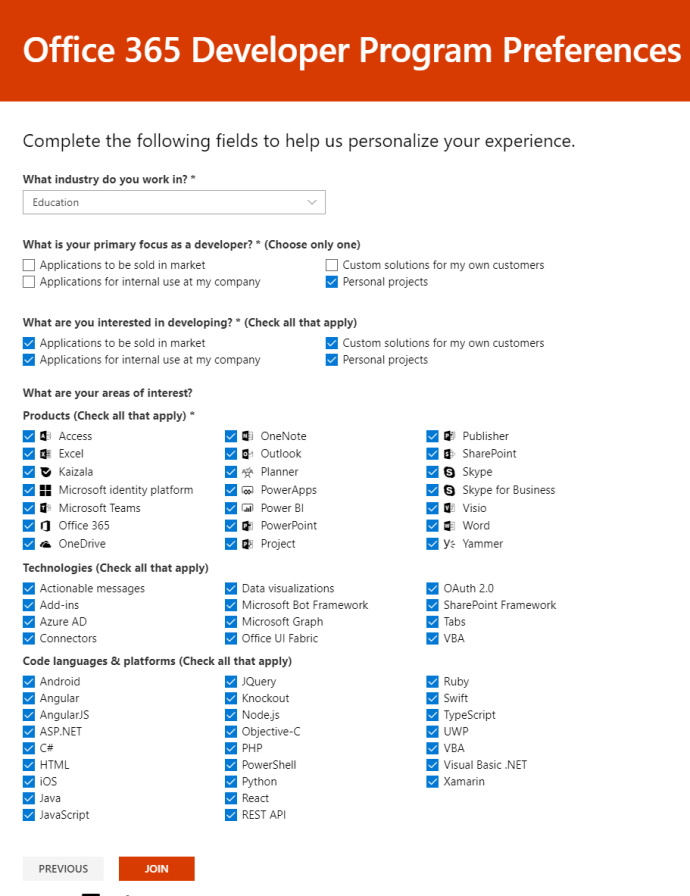 Office 365 Developer Program Preferences
Complete the following fields to help us personalize your experience.
What industry do you work in? *
Education
What is your primary focus as a developer? * (Choose only one)
Applications to be sold in market
Custom solutions for my own customers
Applications for internal use at my company
Personal projects
What are you interested in developing? * (Check all that apply)
Applications to be sold in market
Custom solutions for my own customers
Applications for internal use at my company
Personal projects
What are your areas of interest?
Products (Check all that apply) *
Access
OneNote
Publisher
Excel
Outlook
SharePoint
Kaizala
Planner
Skype
Microsoft identity platform
PowerApps
Skype for Business
Microsoft Teams
Power BI
Visio
Office 365
PowerPoint
Word
OneDrive
Project
Yammer
Technologies (Check all that apply)
Actionable messages
Data visualizations
OAuth 2.0
Add-ins
Microsoft Bot Framework
SharePoint Framework
Azure AD
Microsoft Graph
Tabs
Connectors
Office UI Fabric
VBA
Code languages & platforms (Check all that apply)
Android
JQuery
Ruby
Angular
Knockout
Swift
AngularJS
Node.js
TypeScript
ASP.NET
Objective-C
UWP
C#
PHP
VBA
HTML
PowerShell
Visual Basic .NET
iOS
Python
Xamarin
Java
React
JavaScript
REST API
PREVIOUS
JOIN